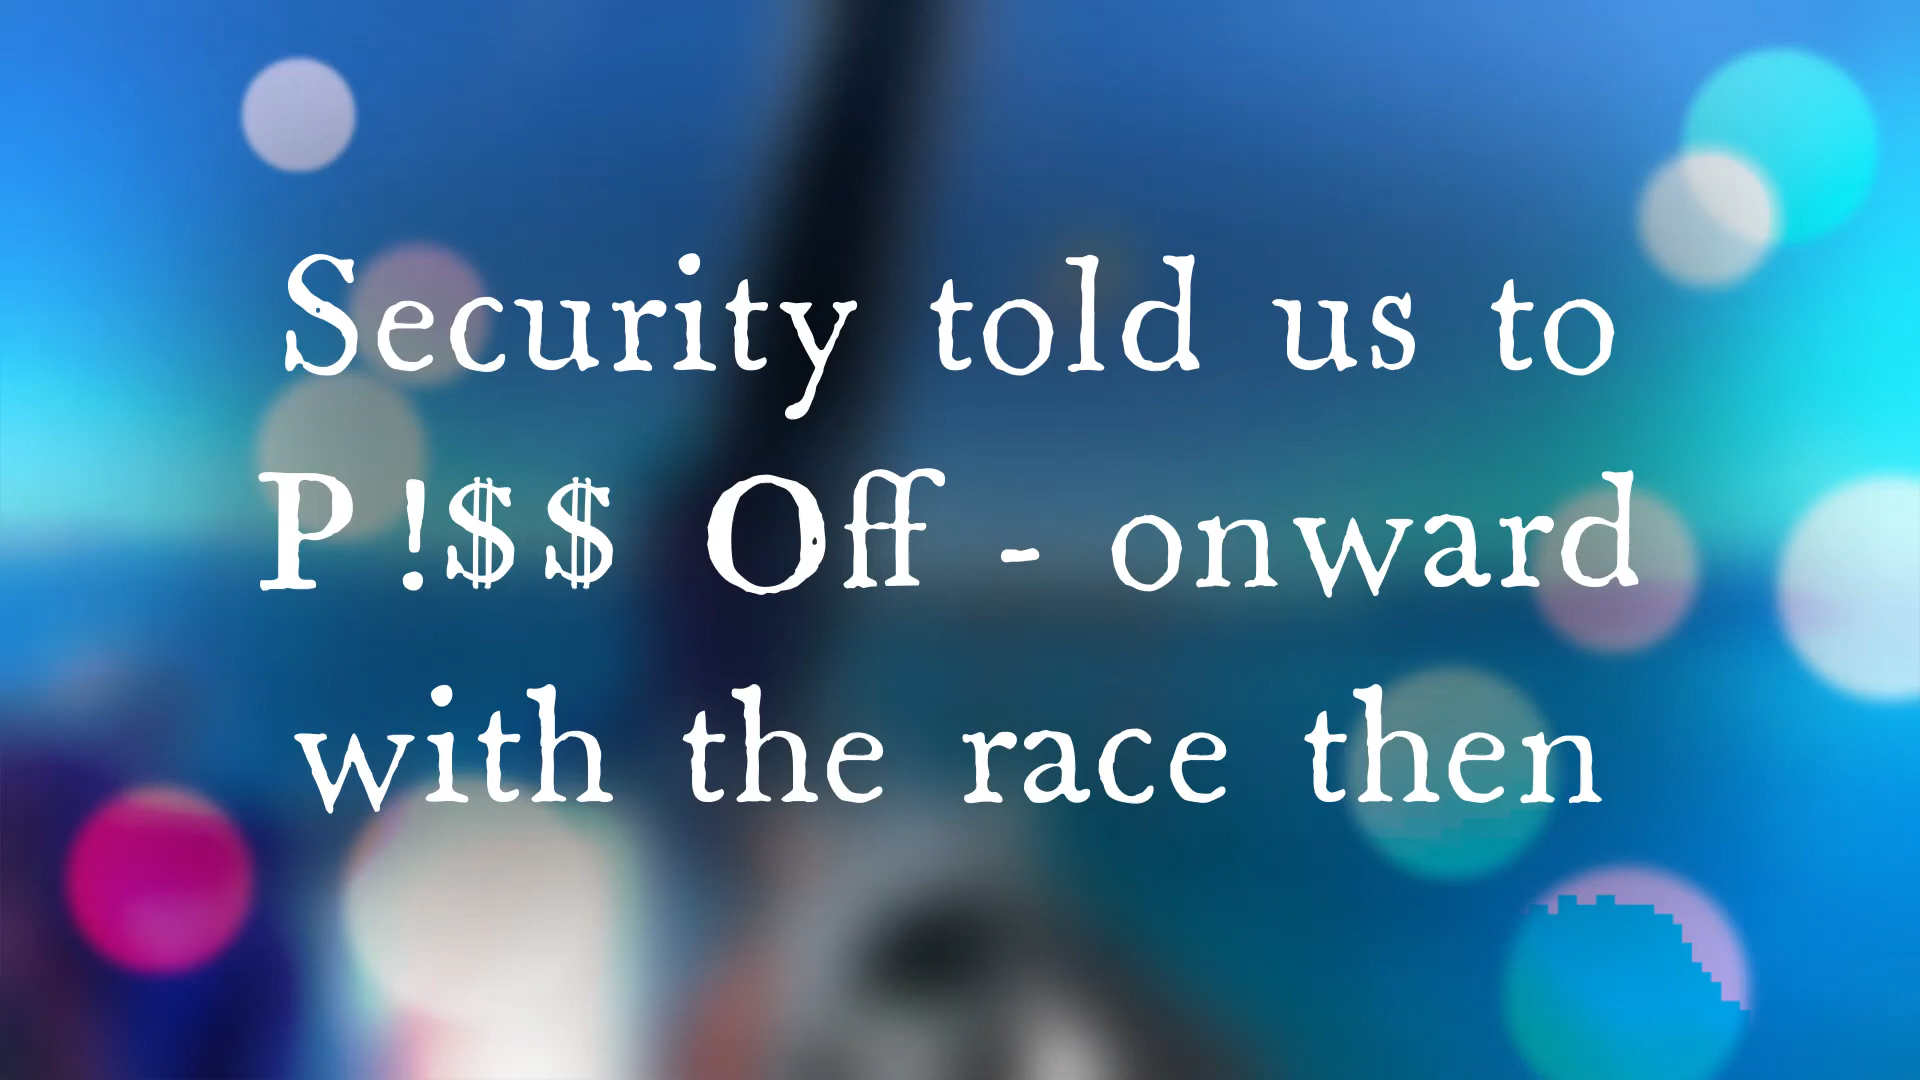 Security told us to
P!$$ Off - onward
with the race then